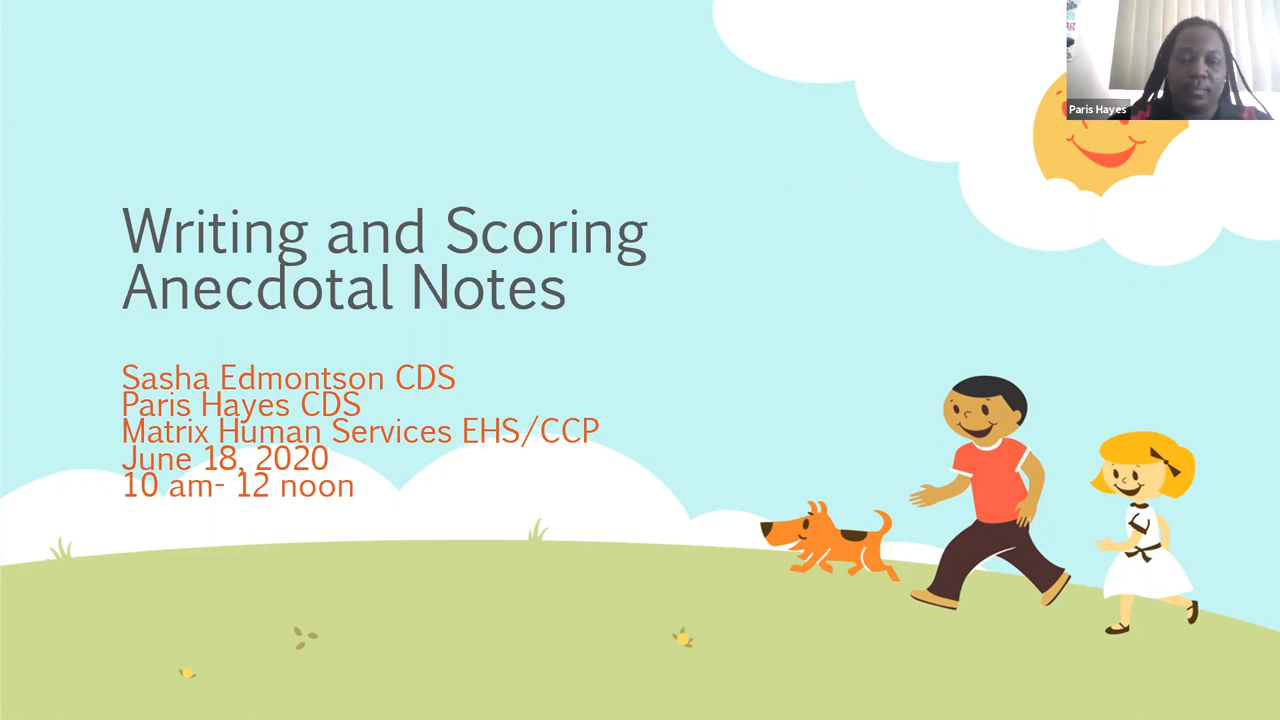 Writing and Scoring
Anecdotal Notes
Sasha Edmontson CDS
Paris Hayes CDS
Matrix Human Services EHS/CCP
June 18, 2020
10 am- 12 noon
Paris Hayes